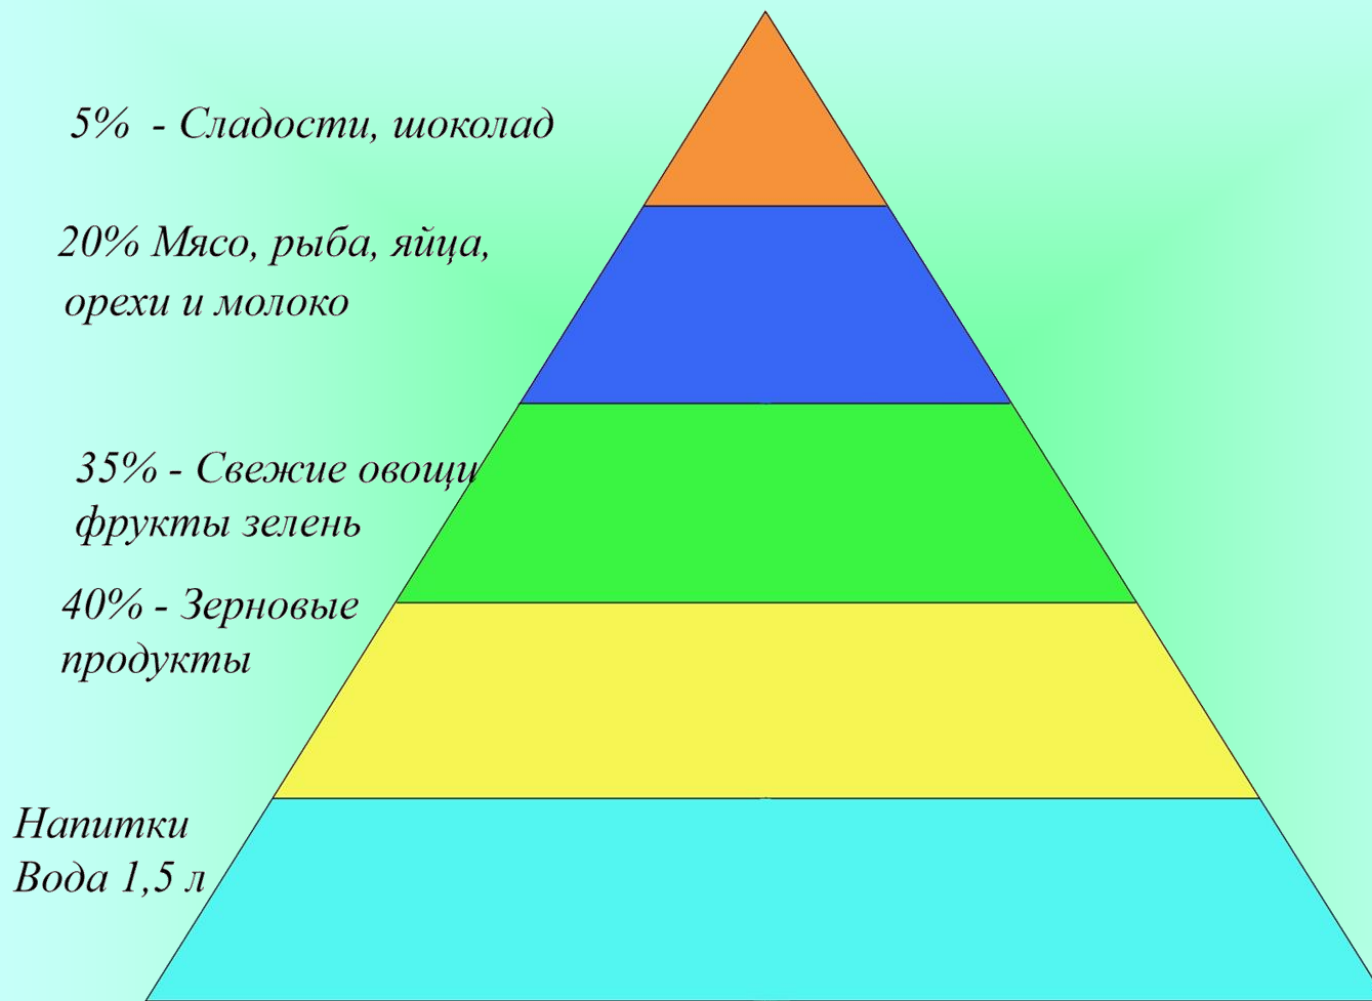 5% - Сладости, шоколад
20% Мясо, рыба, яйца,
орехи и молоко
35% - Свежие овощи
фрукты зелень
40% - Зерновые
продукты
Напитки
Вода 1,5 л